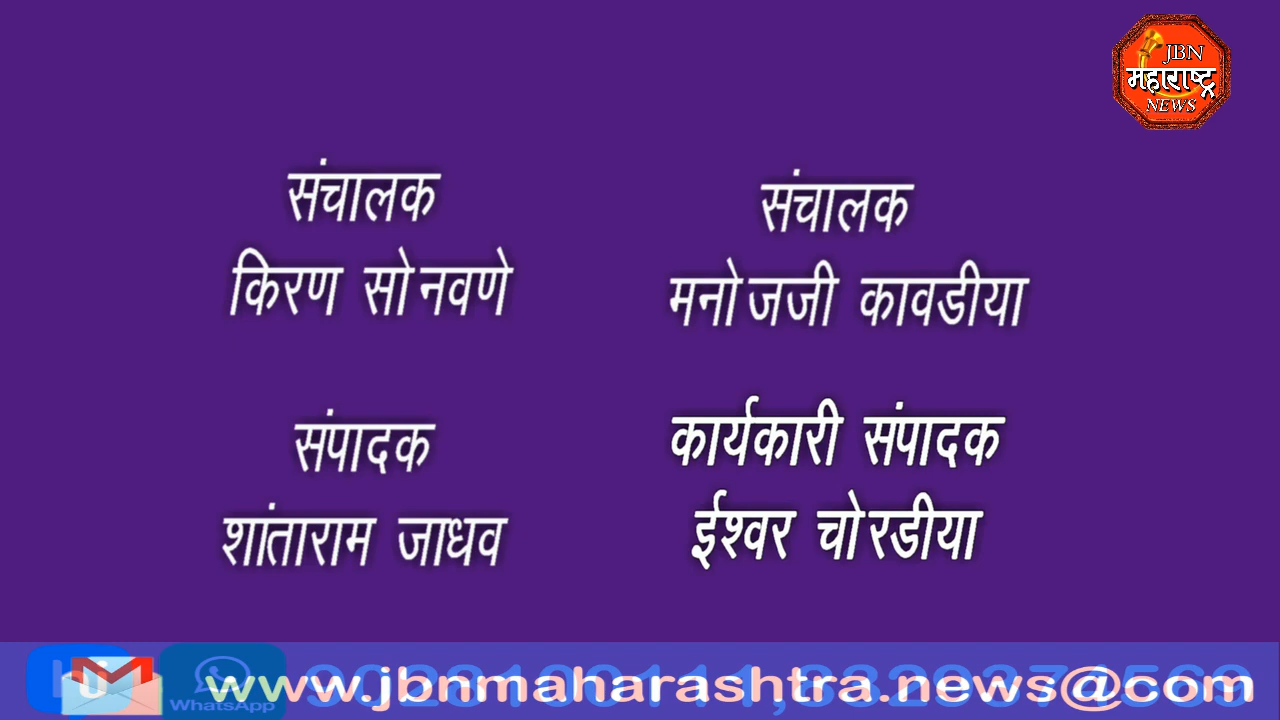 JBN
महाराष्ट्र
NEWS
संचालक
किरण सोनवणे
संचालक
मनोजजी कावडीया
संपादक
शांताराम जाधव
कार्यकारी संपादक
ईश्वर चोरडीया
WhatsApp
www.jbnmaharashtra.news@com